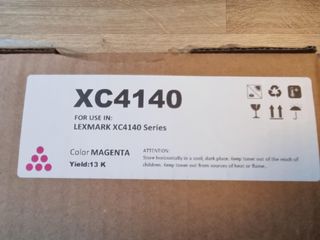 XC4140
FOR USE IN:
LEXMARK XC4140 Series
Color MAGENTA
Yield:13 K
ATTENTION:
Store horizontally in a cool, dark place. Keep toner out of the reach of
children. Keep toner away from sources of heat or flame.